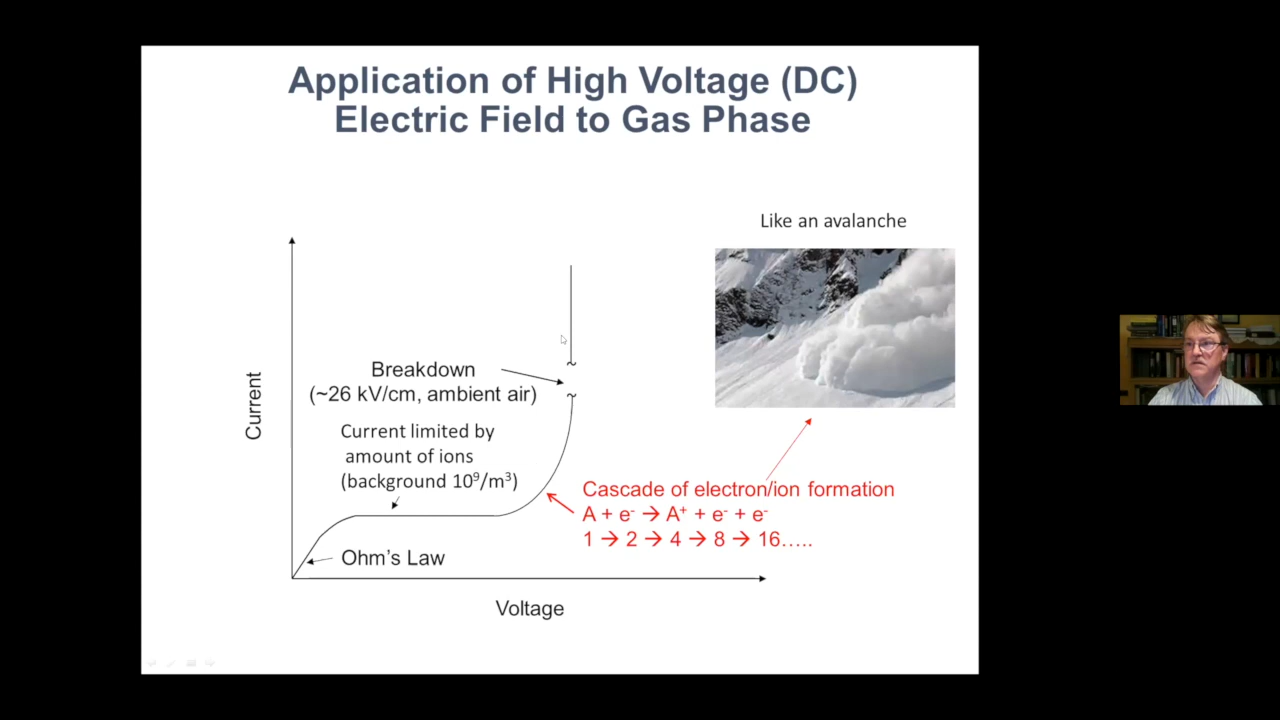 Application of High Voltage (DC)
Electric Field to Gas Phase
Like an avalanche
Breakdown
(~26 kV/cm, ambient air)
Current
Current limited by
amount of ions
(background 10⁹/m³)
Cascade of electron/ion formation
A + e⁻ → A⁺ + e⁻ + e⁻
1 → 2 → 4 → 8 → 16…..
Ohm's Law
Voltage